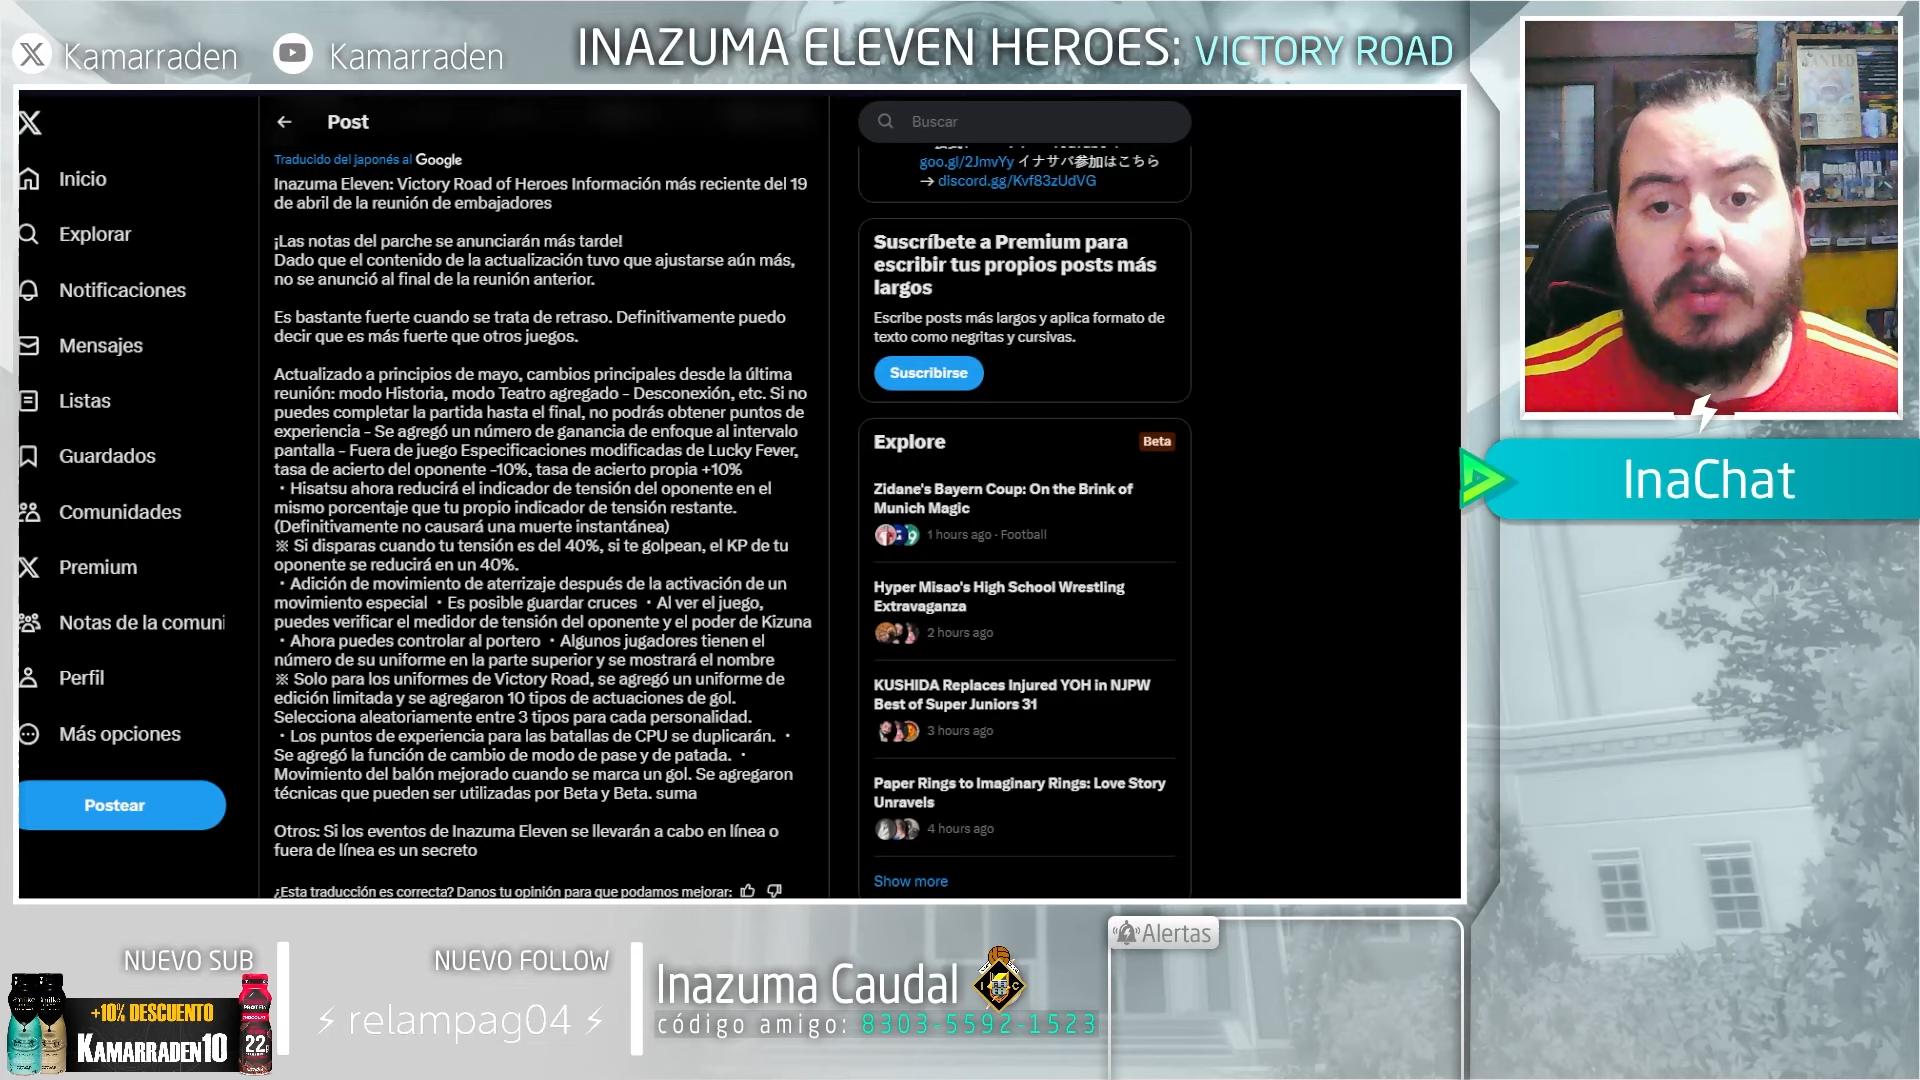 Kamarraden
Kamarraden
INAZUMA ELEVEN HEROES: VICTORY ROAD
Inicio
Explorar
Notificaciones
Mensajes
Listas
Guardados
Comunidades
Premium
Notas de la comuni
Perfil
Más opciones
Postear
Post
Traducido del japonés al Google
Inazuma Eleven: Victory Road of Heroes Información más reciente del 19
de abril de la reunión de embajadores
¡Las notas del parche se anunciarán más tarde!
Dado que el contenido de la actualización tuvo que ajustarse aún más,
no se anunció al final de la reunión anterior.
Es bastante fuerte cuando se trata de retraso. Definitivamente puedo
decir que es más fuerte que otros juegos.
Actualizado a principios de mayo, cambios principales desde la última
reunión: modo Historia, modo Teatro agregado - Desconexión, etc. Si no
puedes completar la partida hasta el final, no podrás obtener puntos de
experiencia - Se agregó un número de ganancia de enfoque al intervalo
pantalla - Fuera de juego Especificaciones modificadas de Lucky Fever,
tasa de acierto del oponente -10%, tasa de acierto propia +10%
・Hisatsu ahora reducirá el indicador de tensión del oponente en el
mismo porcentaje que tu propio indicador de tensión restante.
(Definitivamente no causará una muerte instantánea)
※ Si disparas cuando tu tensión es del 40%, si te golpean, el KP de tu
oponente se reducirá en un 40%.
・Adición de movimiento de aterrizaje después de la activación de un
movimiento especial ・Es posible guardar cruces ・Al ver el juego,
puedes verificar el medidor de tensión del oponente y el poder de Kizuna
・Ahora puedes controlar al portero ・Algunos jugadores tienen el
número de su uniforme en la parte superior y se mostrará el nombre
※ Solo para los uniformes de Victory Road, se agregó un uniforme de
edición limitada y se agregaron 10 tipos de actuaciones de gol.
Selecciona aleatoriamente entre 3 tipos para cada personalidad.
・Los puntos de experiencia para las batallas de CPU se duplicarán. ・
Se agregó la función de cambio de modo de pase y de patada. ・
Movimiento del balón mejorado cuando se marca un gol. Se agregaron
técnicas que pueden ser utilizadas por Beta y Beta. suma
Otros: Si los eventos de Inazuma Eleven se llevarán a cabo en línea o
fuera de línea es un secreto
¿Esta traducción es correcta? Danos tu opinión para que podamos mejorar:
Buscar
goo.gl/2JmvYy イナサバ参加はこちら
→ discord.gg/Kvf83zUdVG
Suscríbete a Premium para
escribir tus propios posts más
largos
Escribe posts más largos y aplica formato de
texto como negritas y cursivas.
Suscribirse
Explore
Beta
Zidane's Bayern Coup: On the Brink of
Munich Magic
1 hours ago · Football
Hyper Misao's High School Wrestling
Extravaganza
2 hours ago
KUSHIDA Replaces Injured YOH in NJPW
Best of Super Juniors 31
3 hours ago
Paper Rings to Imaginary Rings: Love Story
Unravels
4 hours ago
Show more
InaChat
NUEVO SUB
+10% DESCUENTO
KAMARRADEN10
22
NUEVO FOLLOW
⚡ relampag04 ⚡
Inazuma Caudal
código amigo: 8303-5592-1523
Alertas